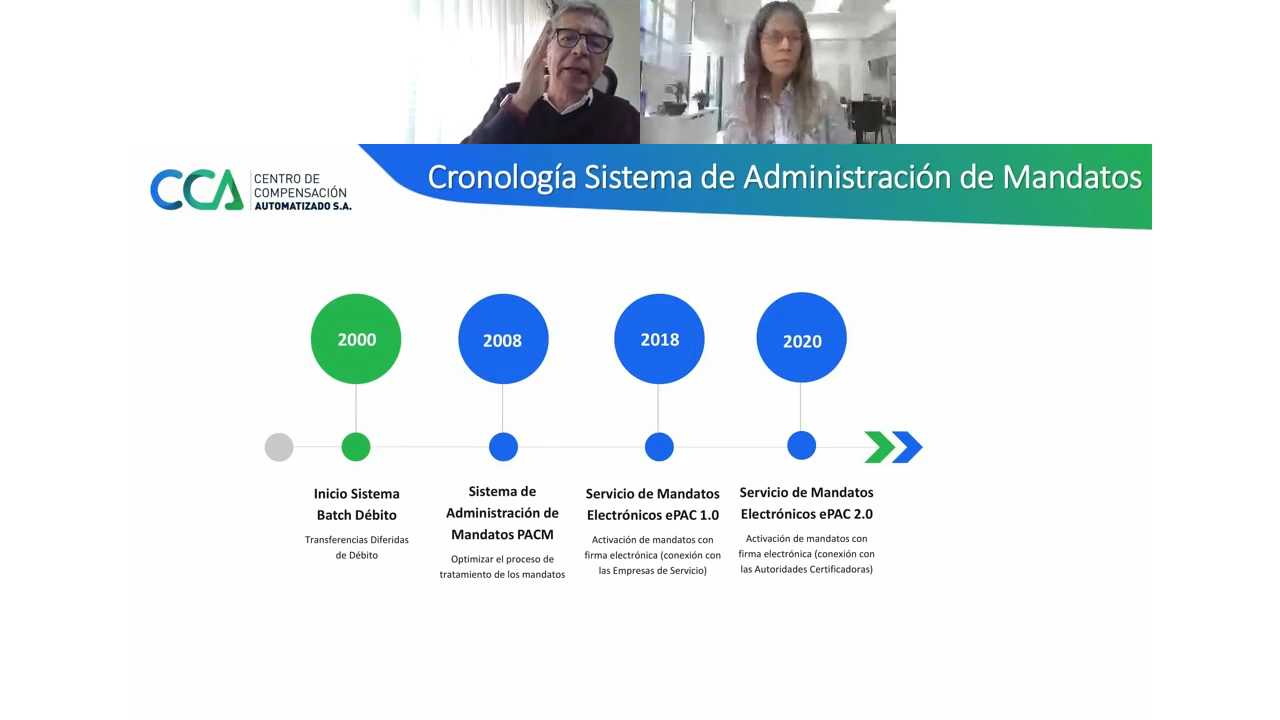 CCA
CENTRO DE
COMPENSACIÓN
AUTOMATIZADO S.A.
Cronología Sistema de Administración de Mandatos
2000
2008
2018
2020
Inicio Sistema
Batch Débito
Transferencias Diferidas
de Débito
Sistema de
Administración de
Mandatos PACM
Optimizar el proceso de
tratamiento de los mandatos
Servicio de Mandatos
Electrónicos ePAC 1.0
Activación de mandatos con
firma electrónica (conexión con
las Empresas de Servicio)
Servicio de Mandatos
Electrónicos ePAC 2.0
Activación de mandatos con
firma electrónica (conexión con
las Autoridades Certificadoras)